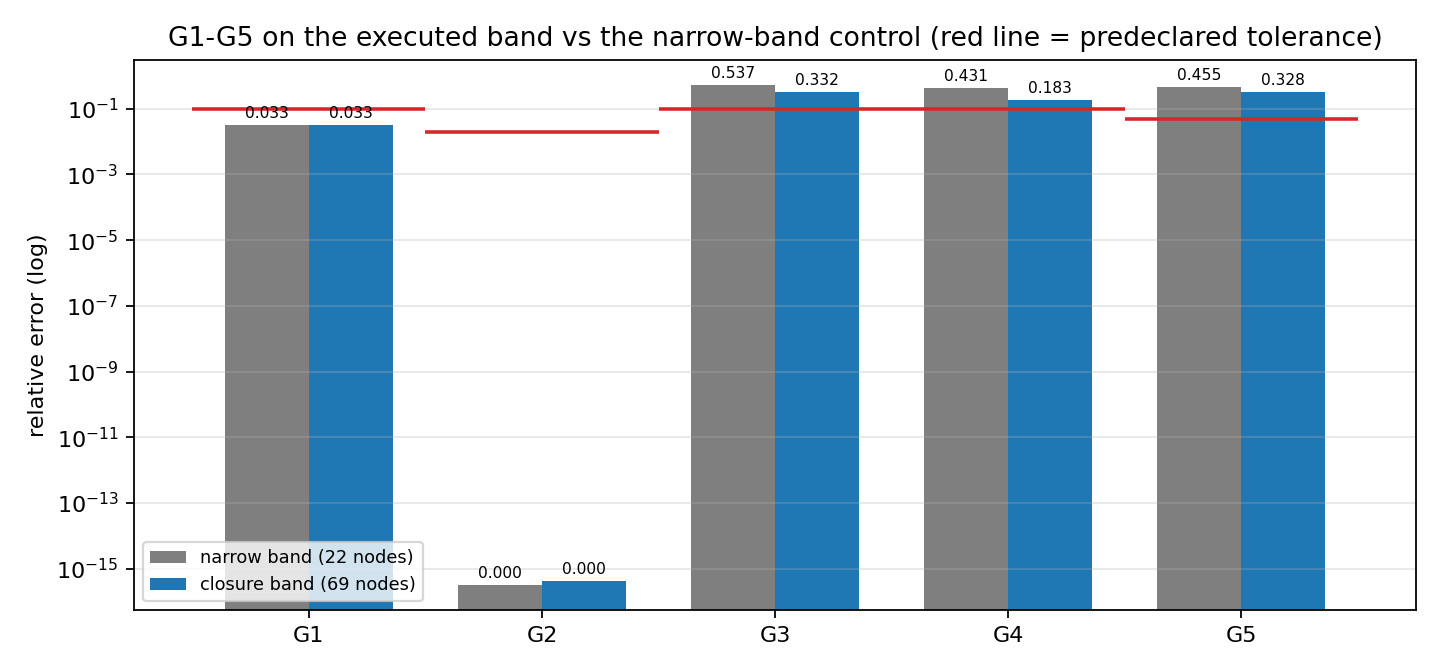 G1-G5 on the executed band vs the narrow-band control (red line = predeclared tolerance)
relative error (log)
10⁻¹
10⁻³
10⁻⁵
10⁻⁷
10⁻⁹
10⁻¹¹
10⁻¹³
10⁻¹⁵
0.033 0.033
0.000 0.000
0.537 0.332
0.431 0.183
0.455 0.328
narrow band (22 nodes)
closure band (69 nodes)
G1 G2 G3 G4 G5